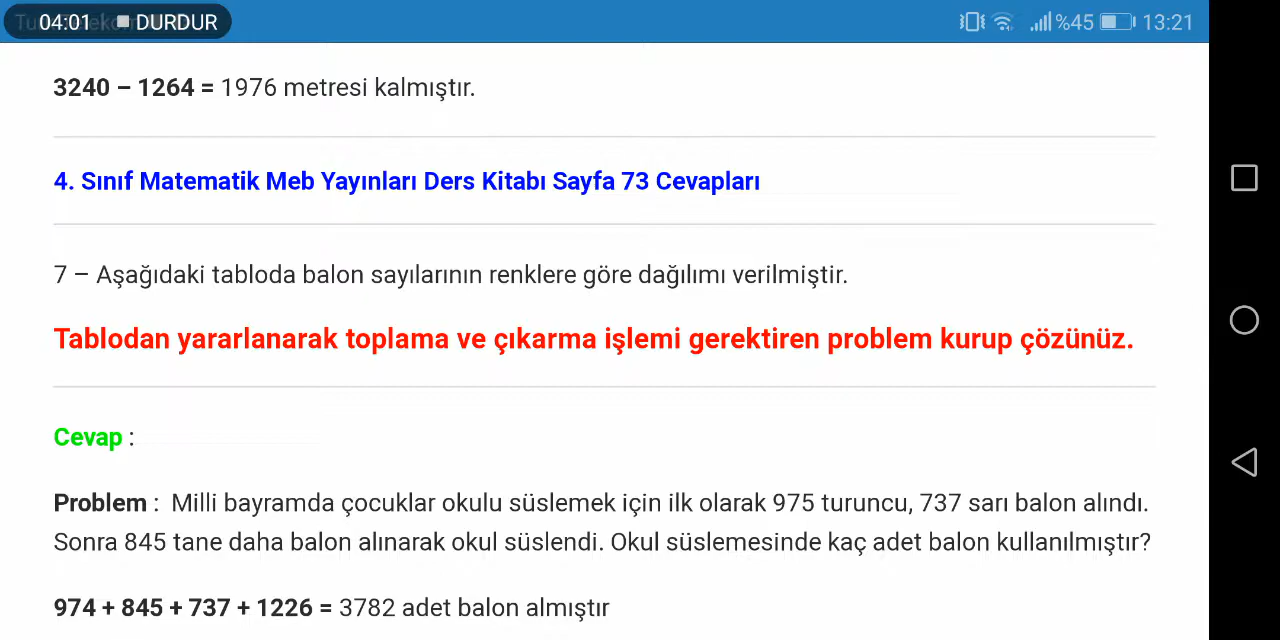 04:01 DURDUR %45 13:21
3240 – 1264 = 1976 metresi kalmıştır.
4. Sınıf Matematik Meb Yayınları Ders Kitabı Sayfa 73 Cevapları
7 – Aşağıdaki tabloda balon sayılarının renklere göre dağılımı verilmiştir.
Tablodan yararlanarak toplama ve çıkarma işlemi gerektiren problem kurup çözünüz.
Cevap :
Problem : Milli bayramda çocuklar okulu süslemek için ilk olarak 975 turuncu, 737 sarı balon alındı.
Sonra 845 tane daha balon alınarak okul süslendi. Okul süslemesinde kaç adet balon kullanılmıştır?
974 + 845 + 737 + 1226 = 3782 adet balon almıştır